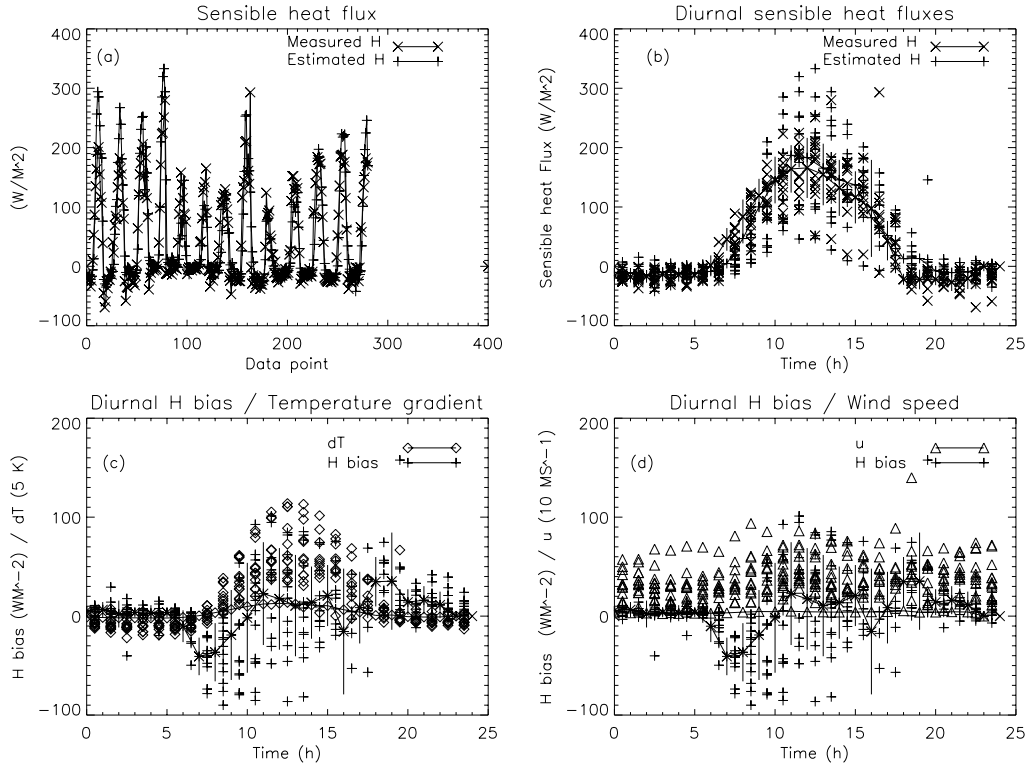 Sensible heat flux
400
300
200
100
0
−100
(W/M^2)
(a)
Measured H
Estimated H
0 100 200 300 400
Data point
Diurnal sensible heat fluxes
400
300
200
100
0
−100
Sensible heat Flux (W/M^2)
(b)
Measured H
Estimated H
0 5 10 15 20 25
Time (h)
Diurnal H bias / Temperature gradient
200
100
0
−100
H bias (WM−2) / dT (5 K)
(c)
dT
H bias
0 5 10 15 20 25
Time (h)
Diurnal H bias / Wind speed
200
100
0
−100
H bias (WM^−2) / u (10 MS^−1)
(d)
u
H bias
0 5 10 15 20 25
Time (h)